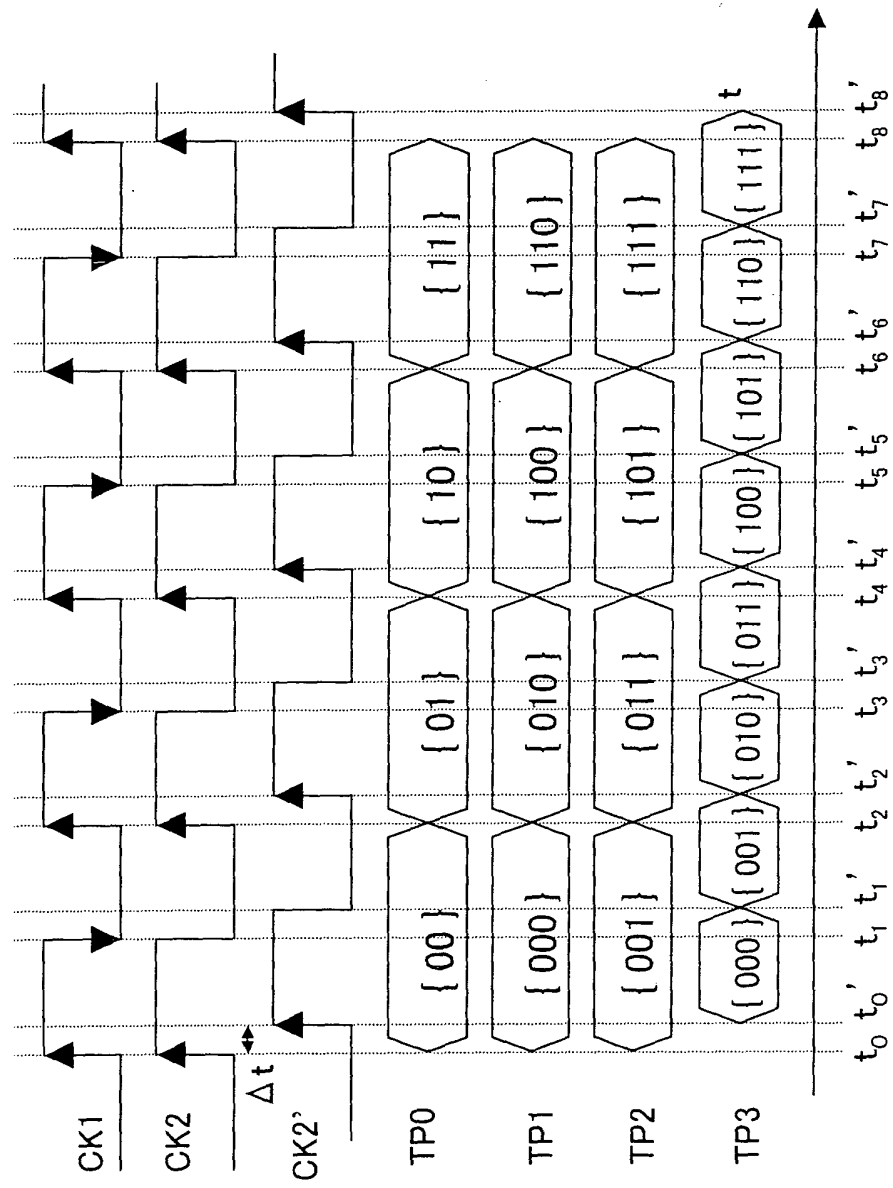 CK1
CK2
Δt
CK2'
TP0 {00} {01} {10} {11}
TP1 {000} {010} {100} {110}
TP2 {001} {011} {101} {111}
TP3 {000} {001} {010} {011} {100} {101} {110} {111} t
t0 t0' t1 t1' t2 t2' t3 t3' t4 t4' t5 t5' t6 t6' t7 t7' t8 t8'